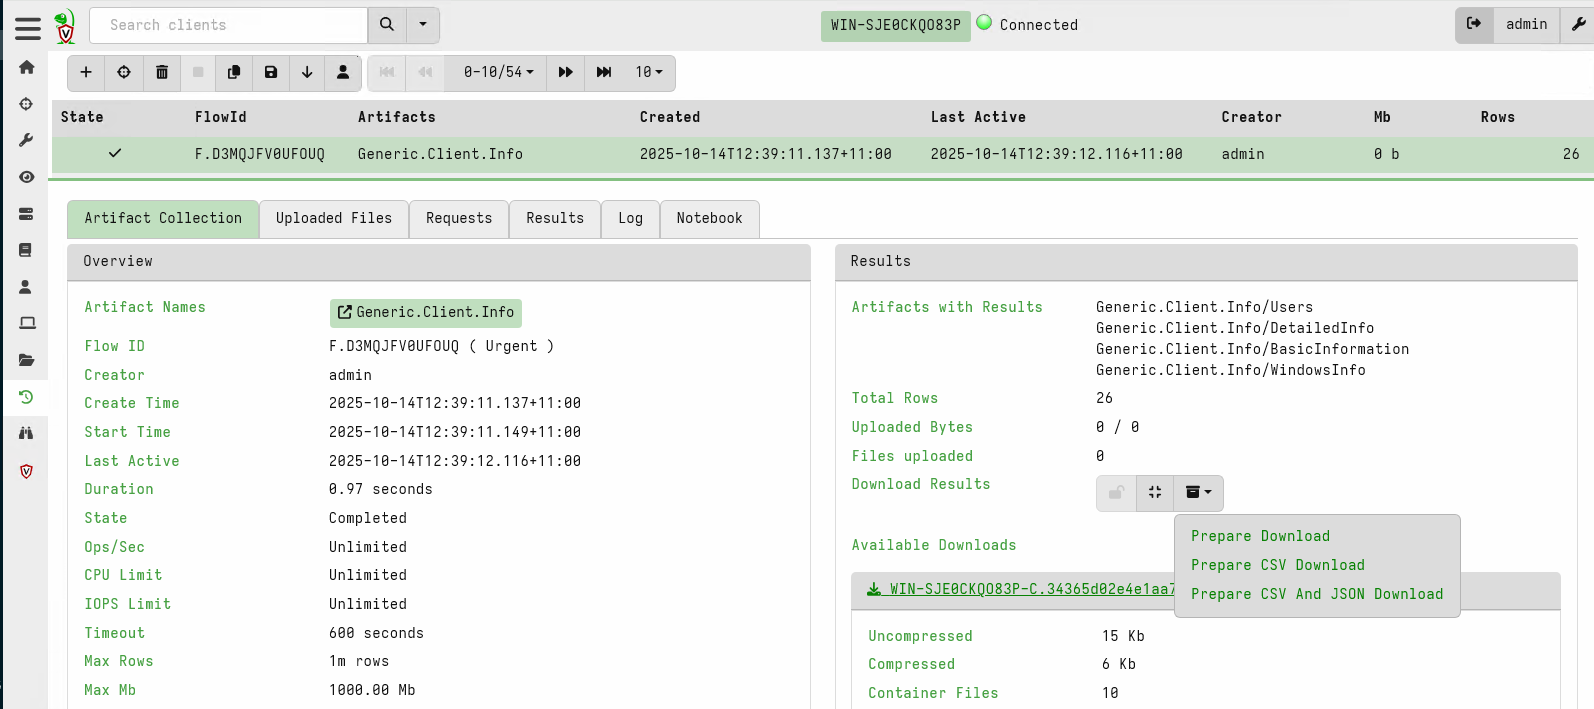 Search clients
WIN-SJE0CKQO83P Connected
admin
0-10/54 10
State FlowId Artifacts Created Last Active Creator Mb Rows
F.D3MQJFV0UFOUQ Generic.Client.Info 2025-10-14T12:39:11.137+11:00 2025-10-14T12:39:12.116+11:00 admin 0 b 26
Artifact Collection Uploaded Files Requests Results Log Notebook
Overview
Artifact Names Generic.Client.Info
Flow ID F.D3MQJFV0UFOUQ ( Urgent )
Creator admin
Create Time 2025-10-14T12:39:11.137+11:00
Start Time 2025-10-14T12:39:11.149+11:00
Last Active 2025-10-14T12:39:12.116+11:00
Duration 0.97 seconds
State Completed
Ops/Sec Unlimited
CPU Limit Unlimited
IOPS Limit Unlimited
Timeout 600 seconds
Max Rows 1m rows
Max Mb 1000.00 Mb
Results
Artifacts with Results Generic.Client.Info/Users
Generic.Client.Info/DetailedInfo
Generic.Client.Info/BasicInformation
Generic.Client.Info/WindowsInfo
Total Rows 26
Uploaded Bytes 0 / 0
Files uploaded 0
Download Results
Prepare Download
Prepare CSV Download
Prepare CSV And JSON Download
Available Downloads
WIN-SJE0CKQO83P-C.34365d02e4e1aa7
Uncompressed 15 Kb
Compressed 6 Kb
Container Files 10